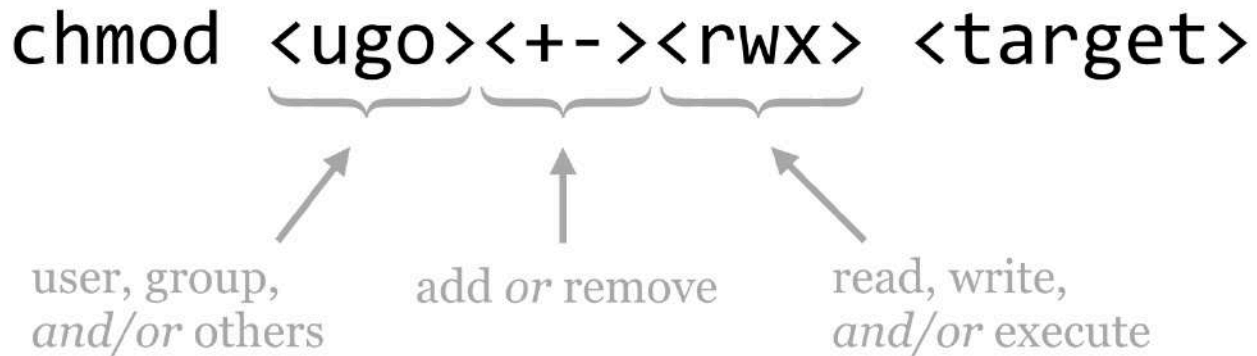 chmod <ugo><+-><rwx> <target>
user, group,
and/or others
add or remove
read, write,
and/or execute